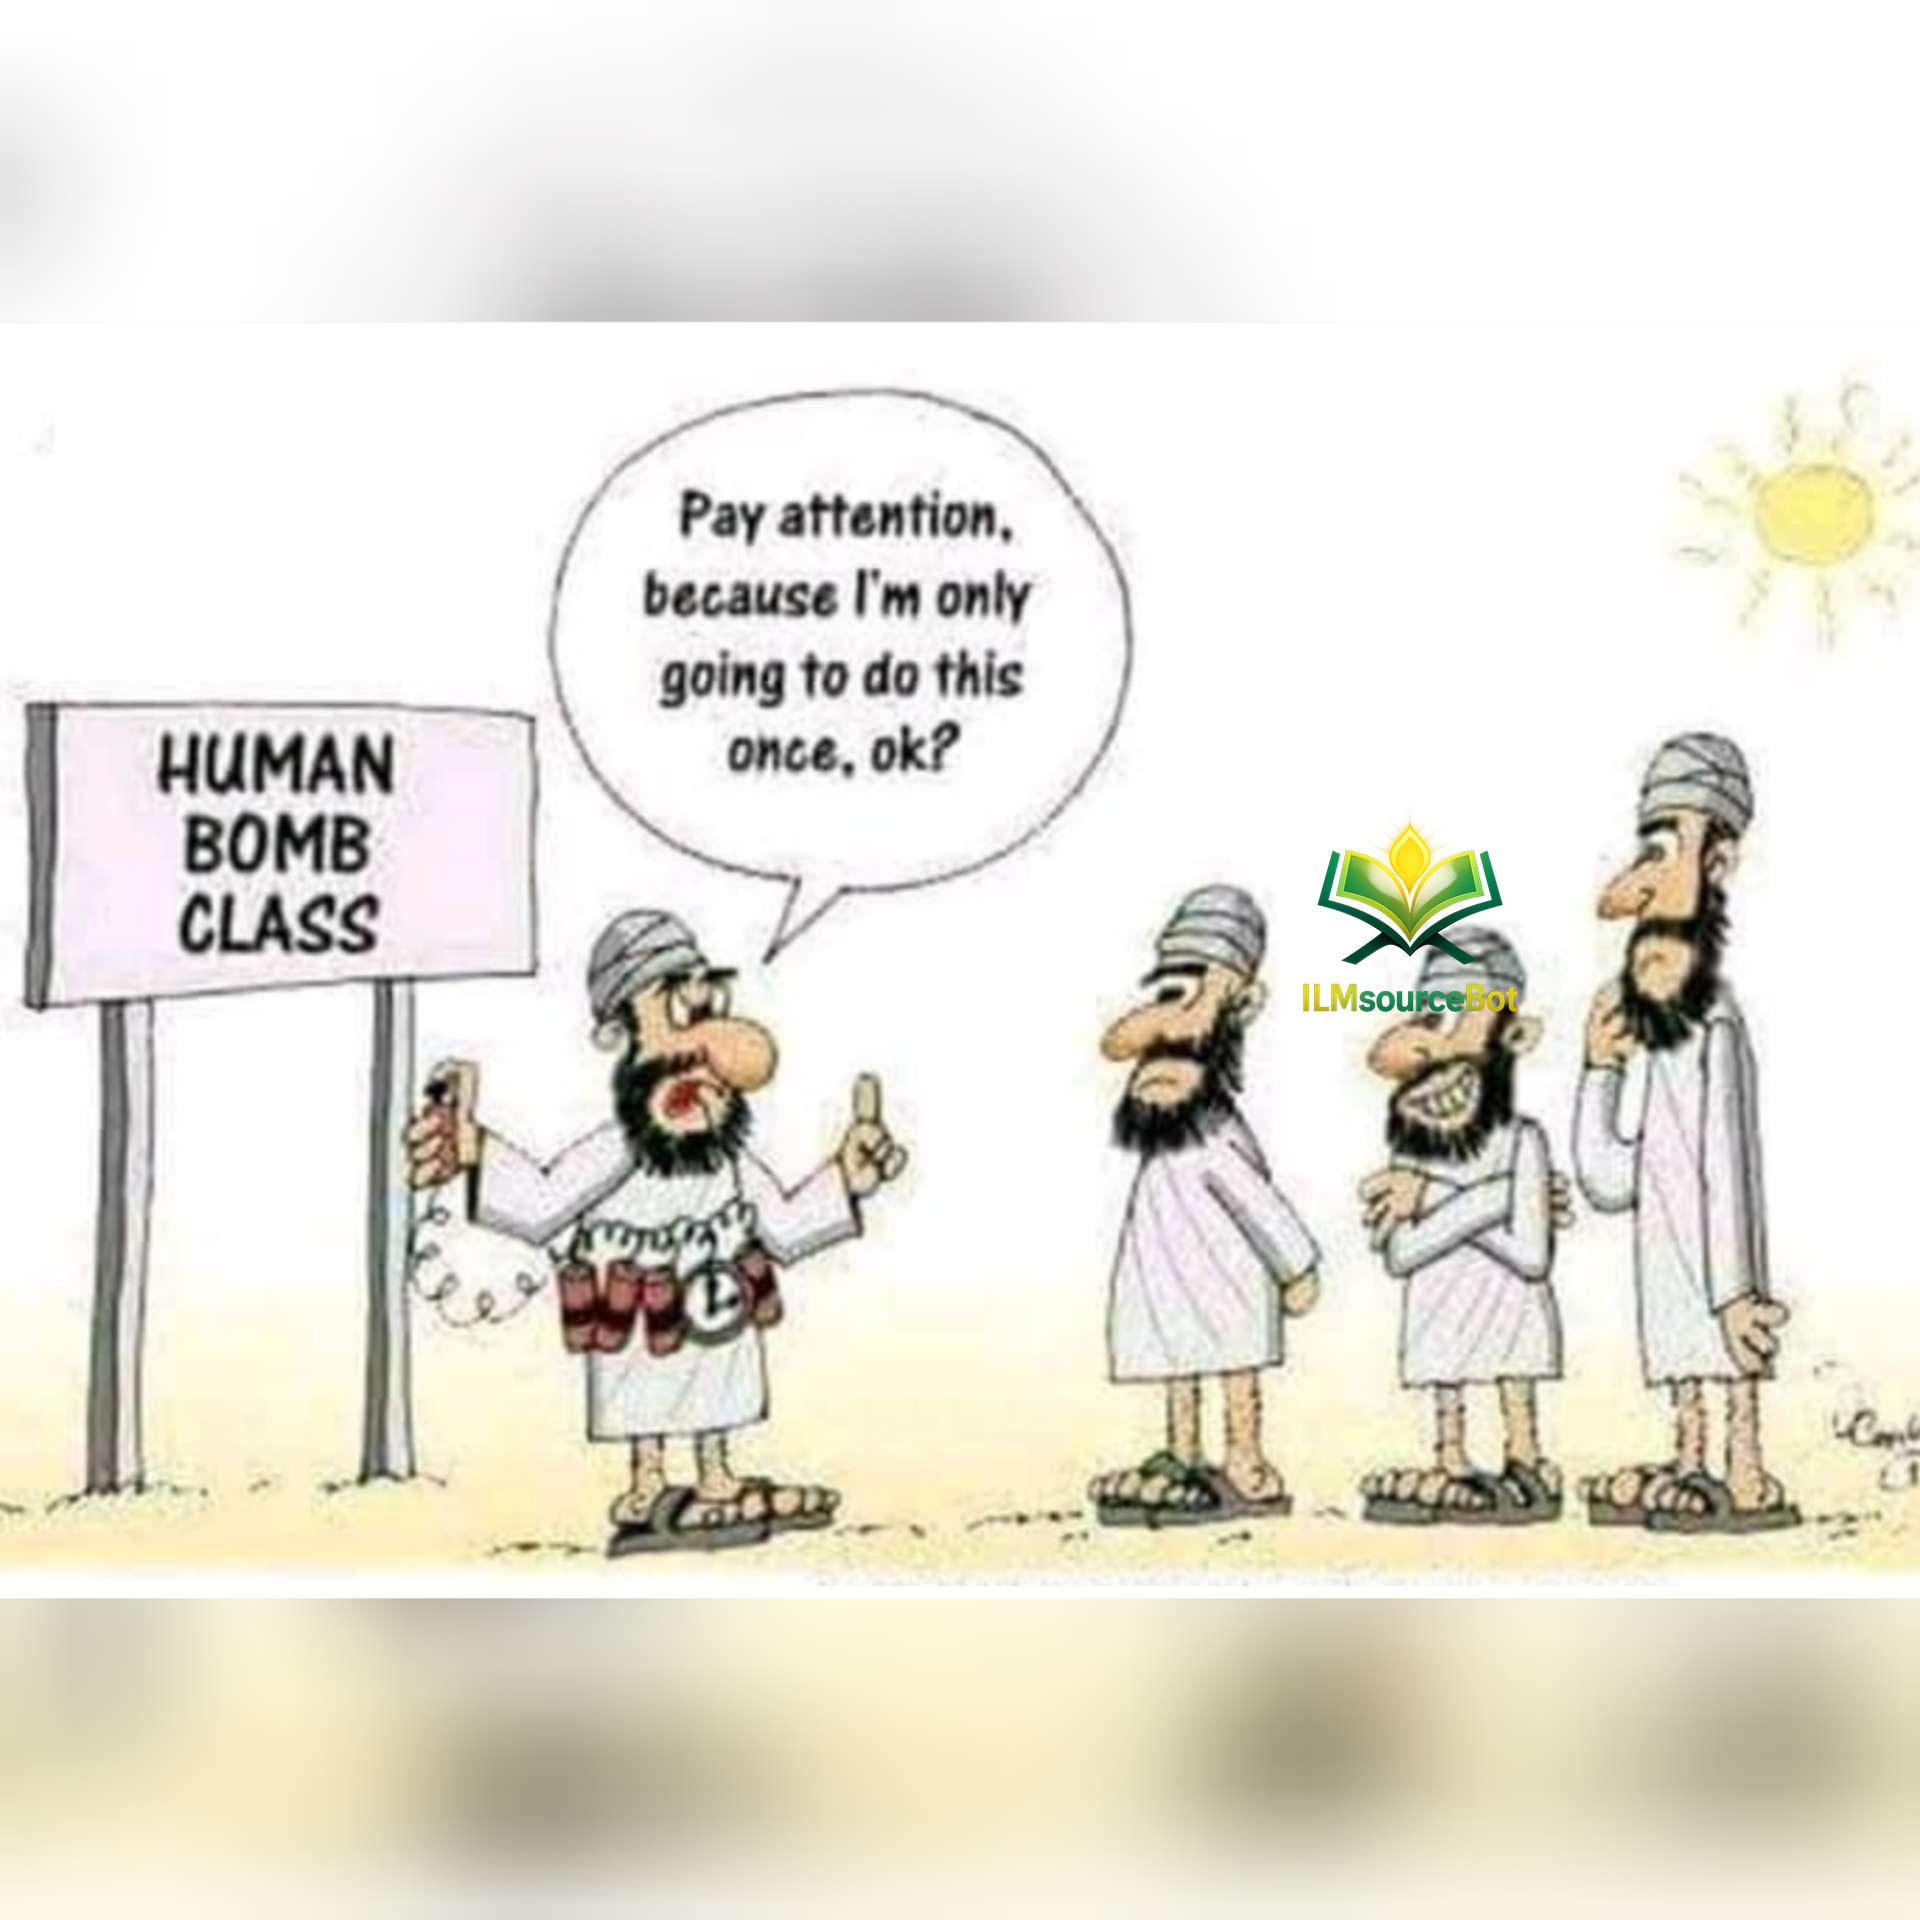 Pay attention,
because I'm only
going to do this
once, ok?
HUMAN
BOMB
CLASS
ILMsourceBot